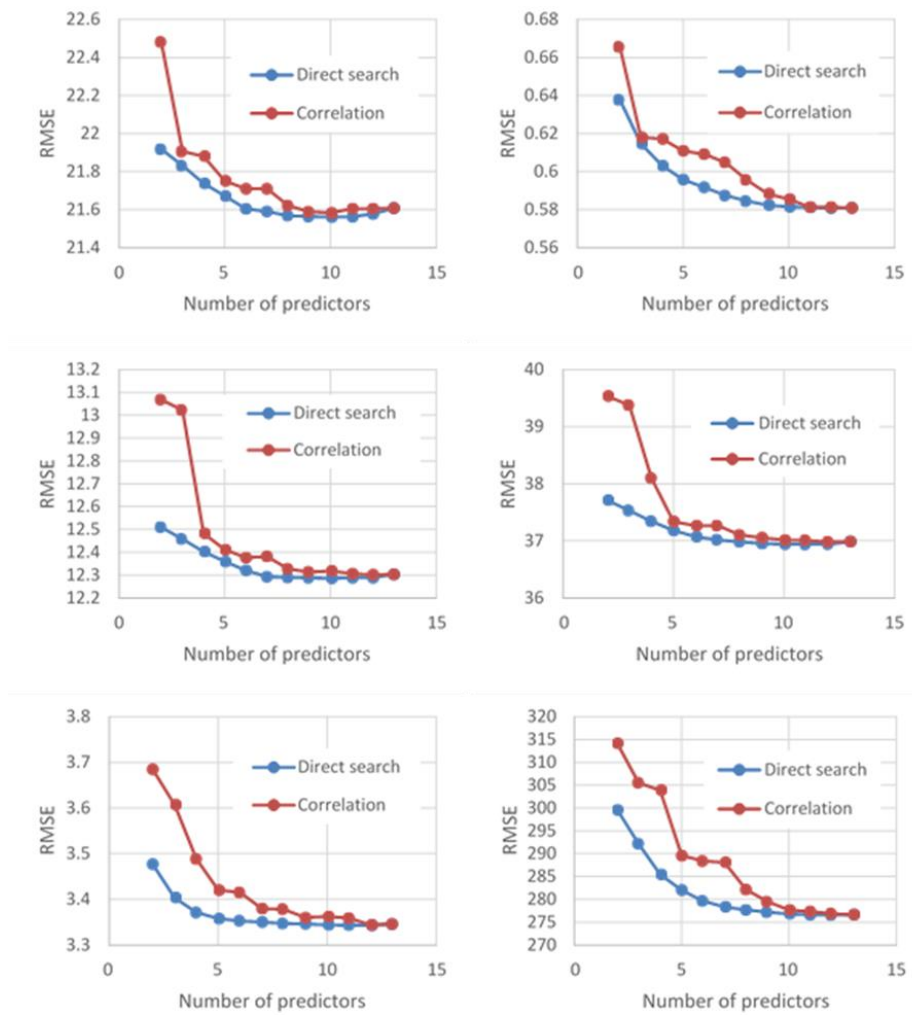 22.6
22.4
22.2
22
21.8
21.6
21.4
RMSE
Direct search
Correlation
0 5 10 15
Number of predictors
0.68
0.66
0.64
0.62
0.6
0.58
0.56
RMSE
Direct search
Correlation
0 5 10 15
Number of predictors
13.2
13.1
13
12.9
12.8
12.7
12.6
12.5
12.4
12.3
12.2
RMSE
Direct search
Correlation
0 5 10 15
Number of predictors
40
39
38
37
36
RMSE
Direct search
Correlation
0 5 10 15
Number of predictors
3.8
3.7
3.6
3.5
3.4
3.3
RMSE
Direct search
Correlation
0 5 10 15
Number of predictors
320
315
310
305
300
295
290
285
280
275
270
RMSE
Direct search
Correlation
0 5 10 15
Number of predictors